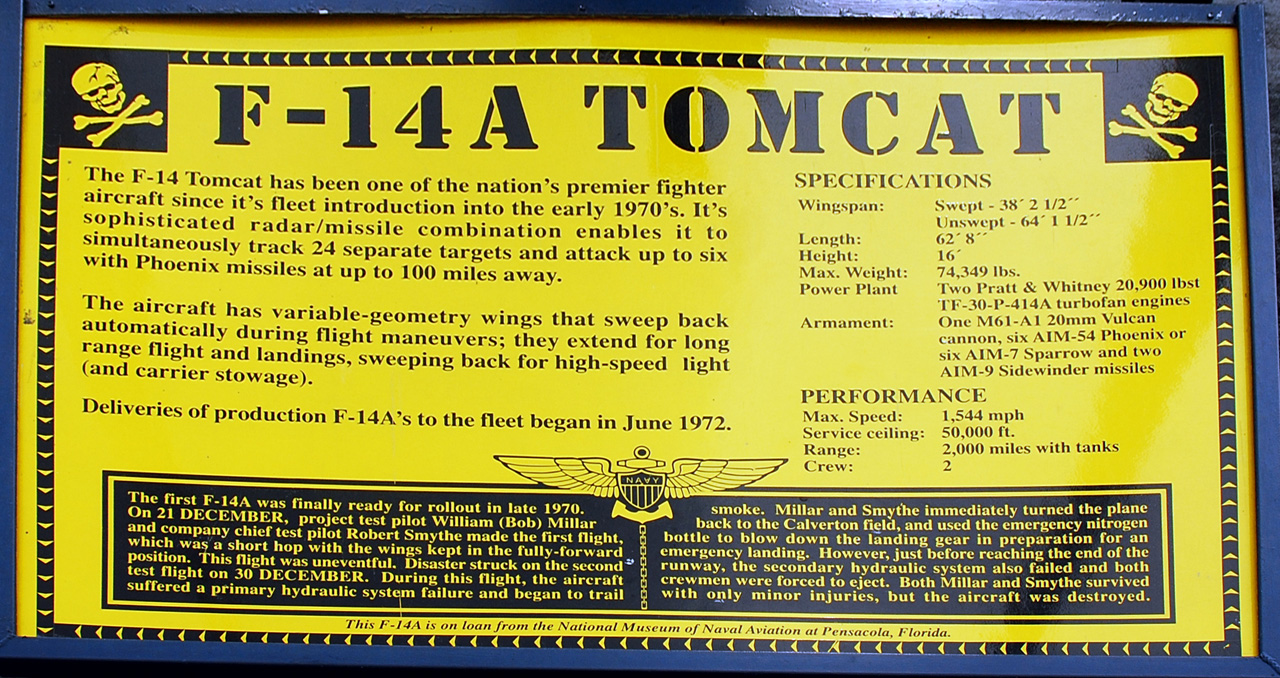 F-14A TOMCAT
The F-14 Tomcat has been one of the nation's premier fighter
aircraft since it's fleet introduction into the early 1970's. It's
sophisticated radar/missile combination enables it to
simultaneously track 24 separate targets and attack up to six
with Phoenix missiles at up to 100 miles away.
The aircraft has variable-geometry wings that sweep back
automatically during flight maneuvers; they extend for long
range flight and landings, sweeping back for high-speed light
(and carrier stowage).
Deliveries of production F-14A's to the fleet began in June 1972.
SPECIFICATIONS
Wingspan: Swept - 38´ 2 1/2´´
Unswept - 64´ 1 1/2´´
Length: 62´ 8´´
Height: 16´
Max. Weight: 74,349 lbs.
Power Plant Two Pratt & Whitney 20,900 lbst
TF-30-P-414A turbofan engines
Armament: One M61-A1 20mm Vulcan
cannon, six AIM-54 Phoenix or
six AIM-7 Sparrow and two
AIM-9 Sidewinder missiles
PERFORMANCE
Max. Speed: 1,544 mph
Service ceiling: 50,000 ft.
Range: 2,000 miles with tanks
Crew: 2
NAVY
The first F-14A was finally ready for rollout in late 1970.
On 21 DECEMBER, project test pilot William (Bob) Millar
and company chief test pilot Robert Smythe made the first flight,
which was a short hop with the wings kept in the fully-forward
position. This flight was uneventful. Disaster struck on the second
test flight on 30 DECEMBER. During this flight, the aircraft
suffered a primary hydraulic system failure and began to trail
smoke. Millar and Smythe immediately turned the plane
back to the Calverton field, and used the emergency nitrogen
bottle to blow down the landing gear in preparation for an
emergency landing. However, just before reaching the end of the
runway, the secondary hydraulic system also failed and both
crewmen were forced to eject. Both Millar and Smythe survived
with only minor injuries, but the aircraft was destroyed.
This F-14A is on loan from the National Museum of Naval Aviation at Pensacola, Florida.